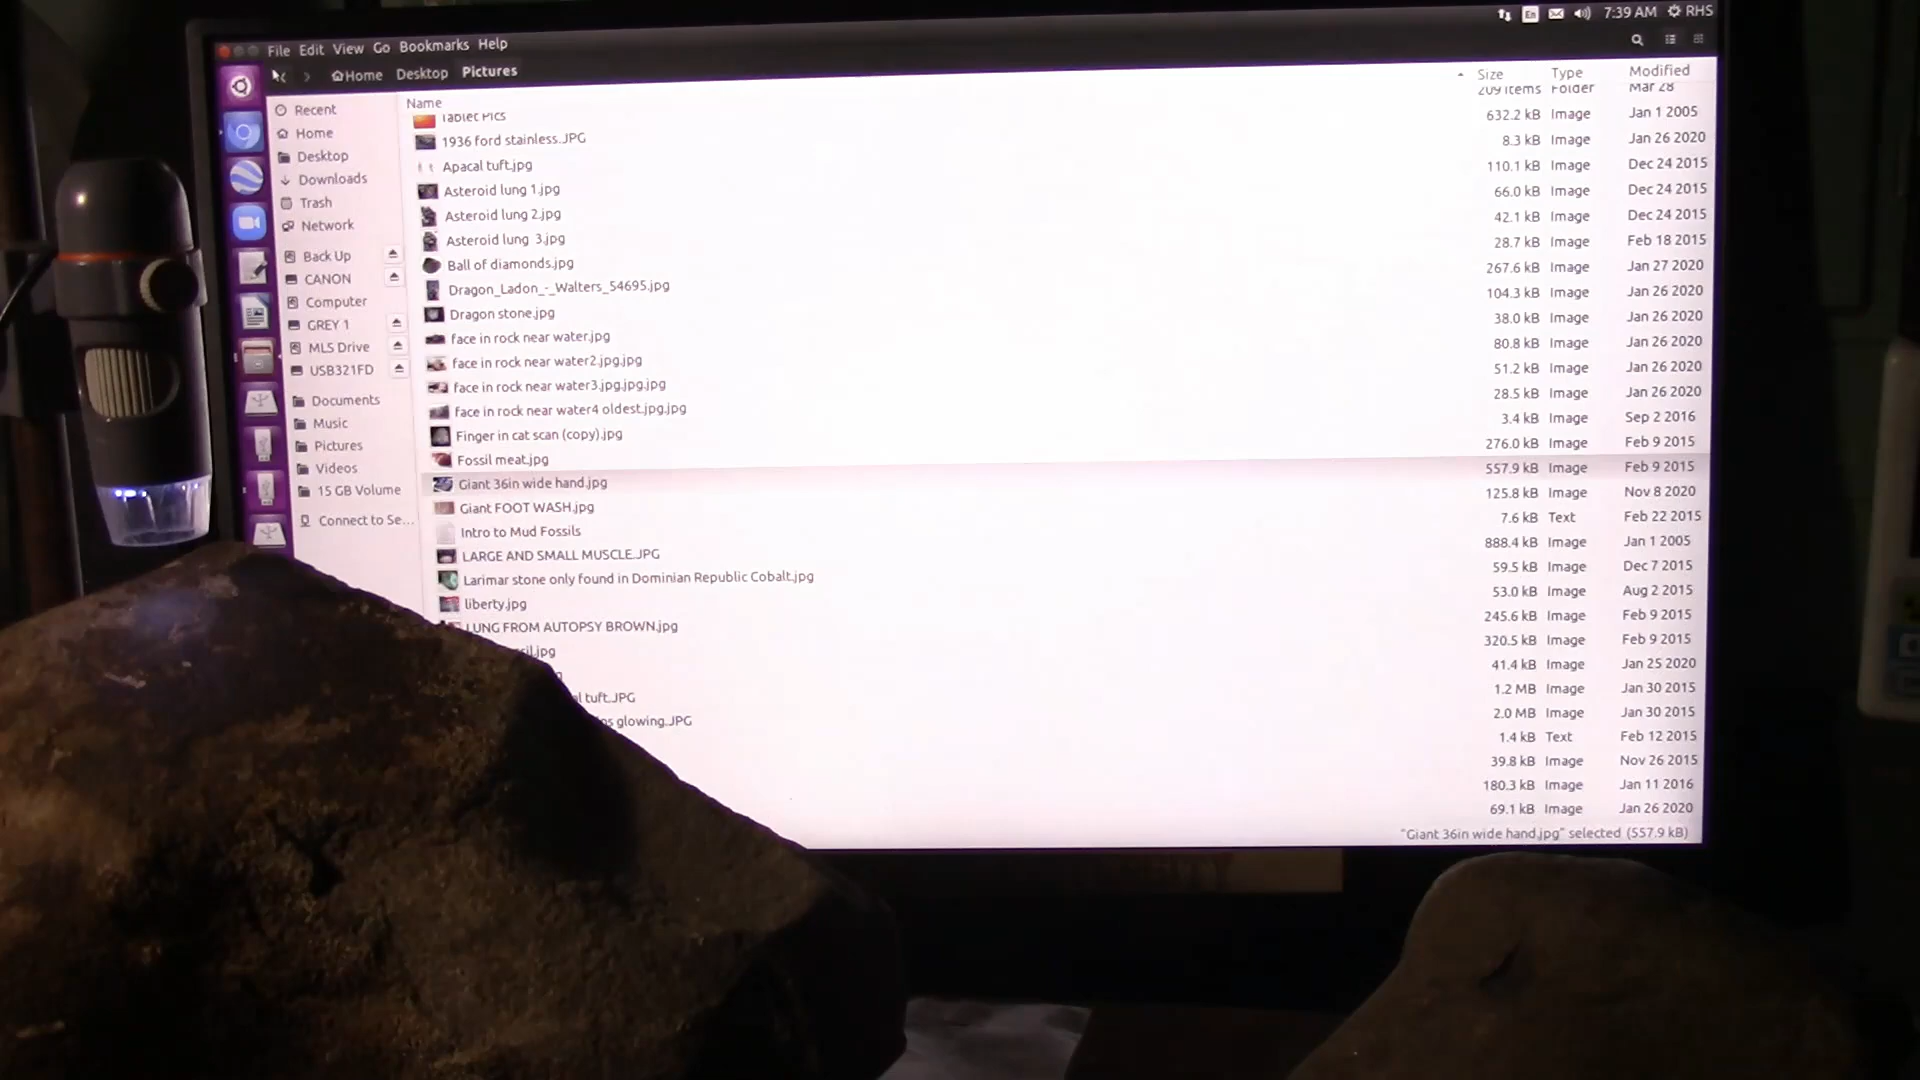 7:39 AM RHS
File Edit View Go Bookmarks Help
En
Home Desktop Pictures
Name Size Type Modified
Recent
Home
Desktop
Downloads
Trash
Network
Back Up
CANON
Computer
GREY 1
MLS Drive
USB321FD
Documents
Music
Pictures
Videos
15 GB Volume
Connect to Se...
Tablet Pics
1936 ford stainless.JPG
Apacal tuft.jpg
Asteroid lung 1.jpg
Asteroid lung 2.jpg
Asteroid lung 3.jpg
Ball of diamonds.jpg
Dragon_Ladon_-_Walters_54695.jpg
Dragon stone.jpg
face in rock near water.jpg
face in rock near water2.jpg.jpg
face in rock near water3.jpg.jpg.jpg
face in rock near water4 oldest.jpg.jpg
Finger in cat scan (copy).jpg
Fossil meat.jpg
Giant 36in wide hand.jpg
Giant FOOT WASH.jpg
Intro to Mud Fossils
LARGE AND SMALL MUSCLE.JPG
Larimar stone only found in Dominian Republic Cobalt.jpg
liberty.jpg
LUNG FROM AUTOPSY BROWN.jpg
sil.jpg
g
l tuft.JPG
ps glowing.JPG
209 items Folder Mar 28
632.2 kB Image Jan 1 2005
8.3 kB Image Jan 26 2020
110.1 kB Image Dec 24 2015
66.0 kB Image Dec 24 2015
42.1 kB Image Dec 24 2015
28.7 kB Image Feb 18 2015
267.6 kB Image Jan 27 2020
104.3 kB Image Jan 26 2020
38.0 kB Image Jan 26 2020
80.8 kB Image Jan 26 2020
51.2 kB Image Jan 26 2020
28.5 kB Image Jan 26 2020
3.4 kB Image Sep 2 2016
276.0 kB Image Feb 9 2015
557.9 kB Image Feb 9 2015
125.8 kB Image Nov 8 2020
7.6 kB Text Feb 22 2015
888.4 kB Image Jan 1 2005
59.5 kB Image Dec 7 2015
53.0 kB Image Aug 2 2015
245.6 kB Image Feb 9 2015
320.5 kB Image Feb 9 2015
41.4 kB Image Jan 25 2020
1.2 MB Image Jan 30 2015
2.0 MB Image Jan 30 2015
1.4 kB Text Feb 12 2015
39.8 kB Image Nov 26 2015
180.3 kB Image Jan 11 2016
69.1 kB Image Jan 26 2020
"Giant 36in wide hand.jpg" selected (557.9 kB)